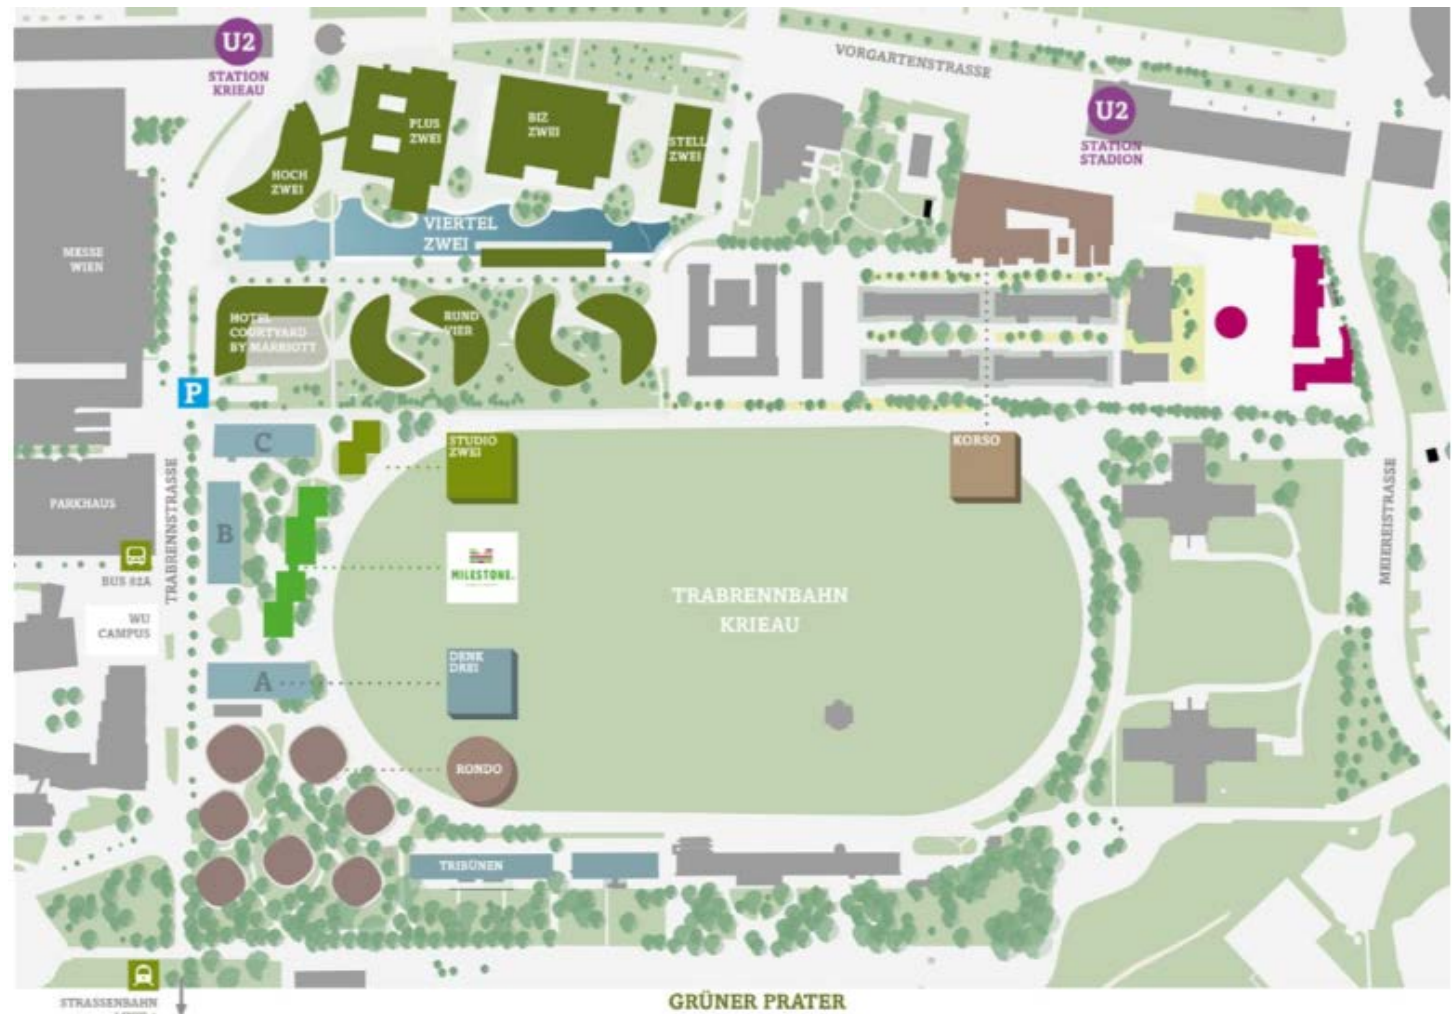 U2
STATION
KRIEAU
VORGARTENSTRASSE
U2
STATION
STADION
PLUS
ZWEI
BIZ
ZWEI
STELL
ZWEI
HOCH
ZWEI
VIERTEL
ZWEI
MESSE
WIEN
HOTEL
COURTYARD
BY MARRIOTT
RUND
VIER
P
C
STUDIO
ZWEI
KORSO
TRABRENNSTRASSE
MEIEREISTRASSE
PARKHAUS
B
BUS 82A
MILESTONE.
WU
CAMPUS
TRABRENNBAHN
KRIEAU
DENK
DREI
A
RONDO
TRIBÜNEN
STRASSENBAHN
GRÜNER PRATER